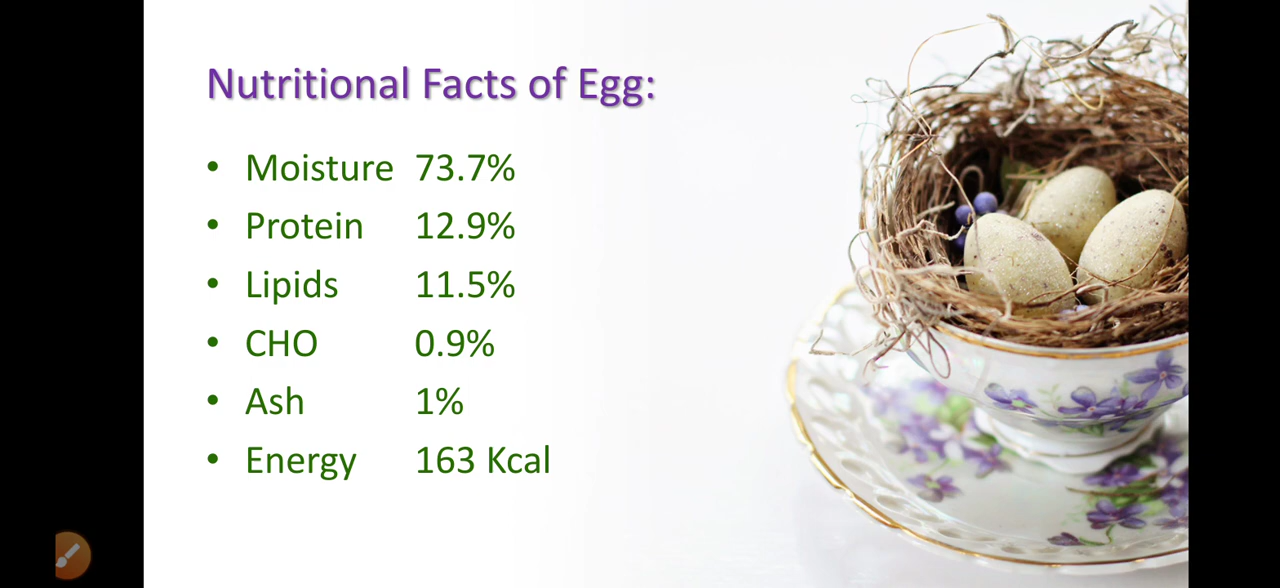 Nutritional Facts of Egg:
• Moisture 73.7%
• Protein 12.9%
• Lipids 11.5%
• CHO 0.9%
• Ash 1%
• Energy 163 Kcal